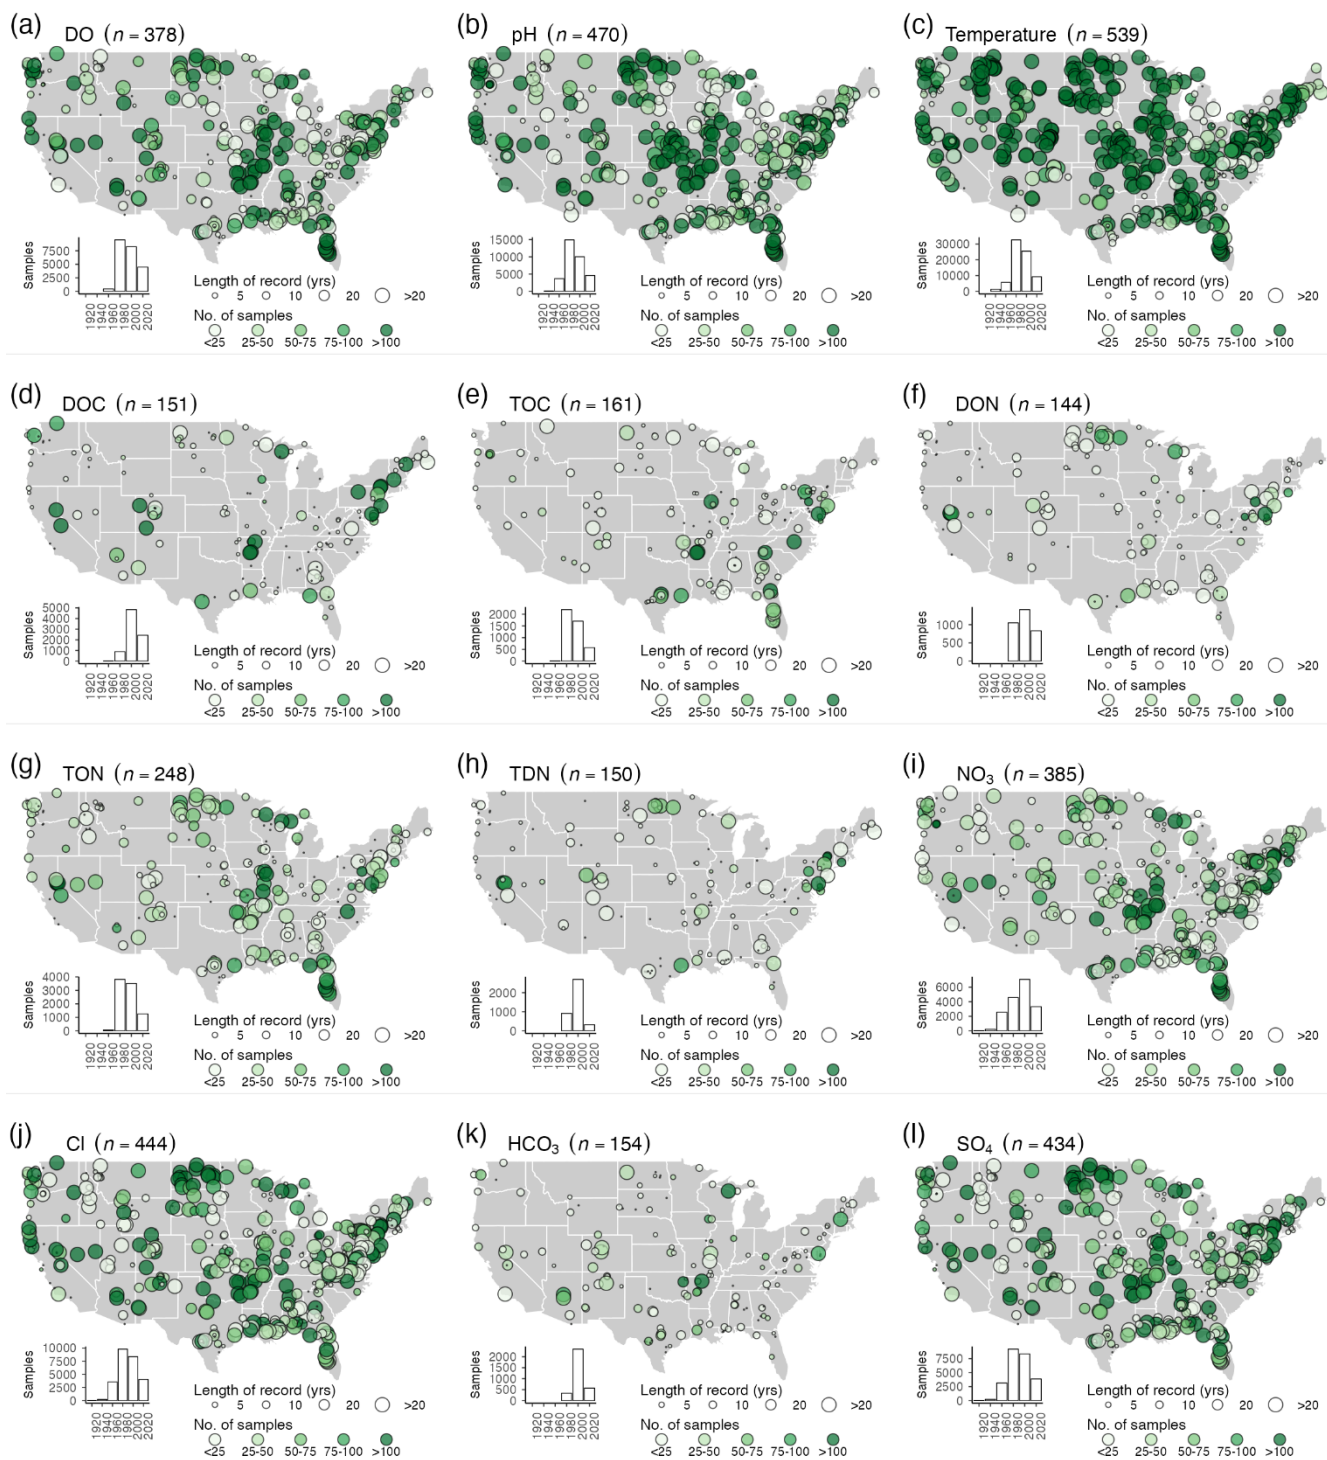 (a) DO (n = 378)
Samples
7500
5000
2500
0
1920 1940 1960 1980 2000 2020
Length of record (yrs)
5 10 20 >20
No. of samples
<25 25-50 50-75 75-100 >100
(b) pH (n = 470)
Samples
15000
10000
5000
0
1920 1940 1960 1980 2000 2020
Length of record (yrs)
5 10 20 >20
No. of samples
<25 25-50 50-75 75-100 >100
(c) Temperature (n = 539)
Samples
30000
20000
10000
0
1920 1940 1960 1980 2000 2020
Length of record (yrs)
5 10 20 >20
No. of samples
<25 25-50 50-75 75-100 >100
(d) DOC (n = 151)
Samples
5000
4000
3000
2000
1000
0
1920 1940 1960 1980 2000 2020
Length of record (yrs)
5 10 20 >20
No. of samples
<25 25-50 50-75 75-100 >100
(e) TOC (n = 161)
Samples
2000
1500
1000
500
0
1920 1940 1960 1980 2000 2020
Length of record (yrs)
5 10 20 >20
No. of samples
<25 25-50 50-75 75-100 >100
(f) DON (n = 144)
Samples
1000
500
0
1920 1940 1960 1980 2000 2020
Length of record (yrs)
5 10 20 >20
No. of samples
<25 25-50 50-75 75-100 >100
(g) TON (n = 248)
Samples
4000
3000
2000
1000
0
1920 1940 1960 1980 2000 2020
Length of record (yrs)
5 10 20 >20
No. of samples
<25 25-50 50-75 75-100 >100
(h) TDN (n = 150)
Samples
2000
1000
0
1920 1940 1960 1980 2000 2020
Length of record (yrs)
5 10 20 >20
No. of samples
<25 25-50 50-75 75-100 >100
(i) NO₃ (n = 385)
Samples
6000
4000
2000
0
1920 1940 1960 1980 2000 2020
Length of record (yrs)
5 10 20 >20
No. of samples
<25 25-50 50-75 75-100 >100
(j) Cl (n = 444)
Samples
10000
7500
5000
2500
0
1920 1940 1960 1980 2000 2020
Length of record (yrs)
5 10 20 >20
No. of samples
<25 25-50 50-75 75-100 >100
(k) HCO₃ (n = 154)
Samples
2000
1500
1000
500
0
1920 1940 1960 1980 2000 2020
Length of record (yrs)
5 10 20 >20
No. of samples
<25 25-50 50-75 75-100 >100
(l) SO₄ (n = 434)
Samples
7500
5000
2500
0
1920 1940 1960 1980 2000 2020
Length of record (yrs)
5 10 20 >20
No. of samples
<25 25-50 50-75 75-100 >100